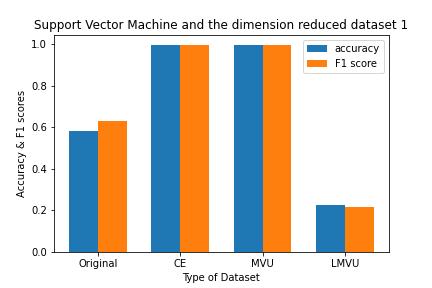 Support Vector Machine and the dimension reduced dataset 1
accuracy
F1 score
Accuracy & F1 scores
1.0
0.8
0.6
0.4
0.2
0.0
Original CE MVU LMVU
Type of Dataset